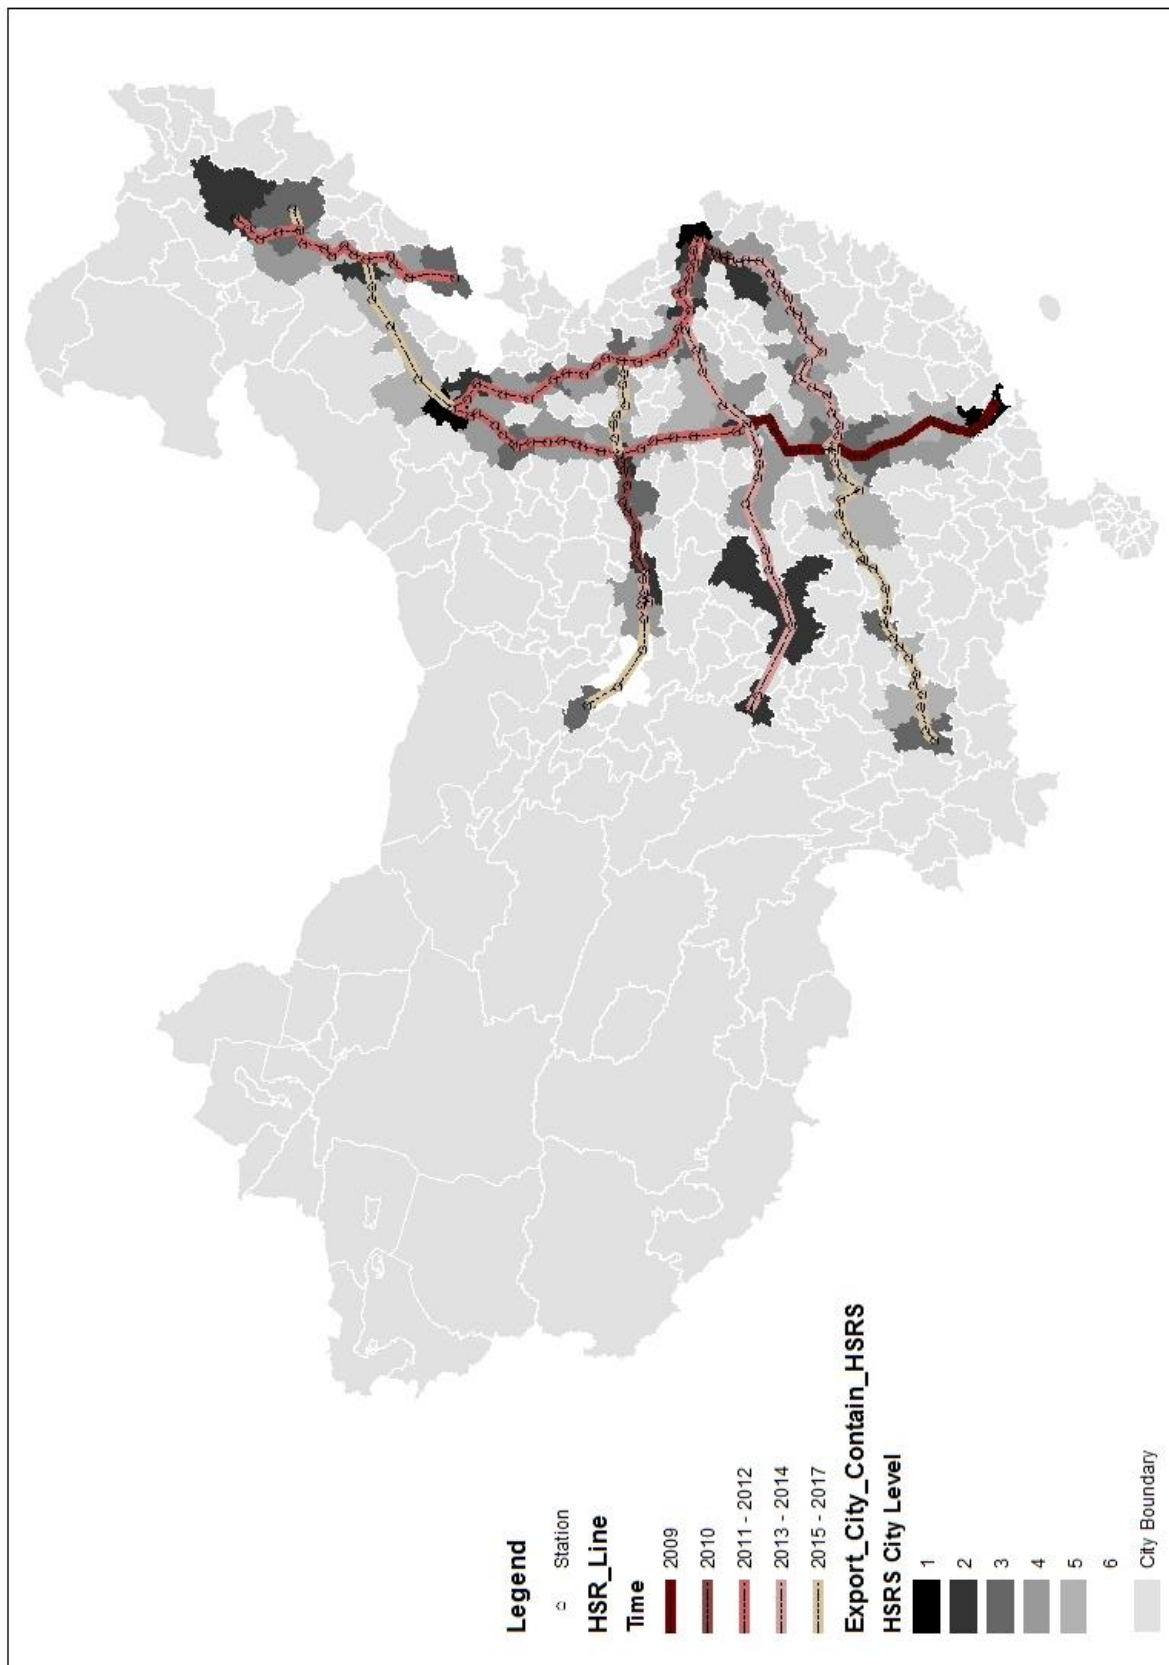 Legend
Station
HSR_Line
Time
2009
2010
2011 - 2012
2013 - 2014
2015 - 2017
Export_City_Contain_HSRS
HSRS City Level
1
2
3
4
5
6
City Boundary